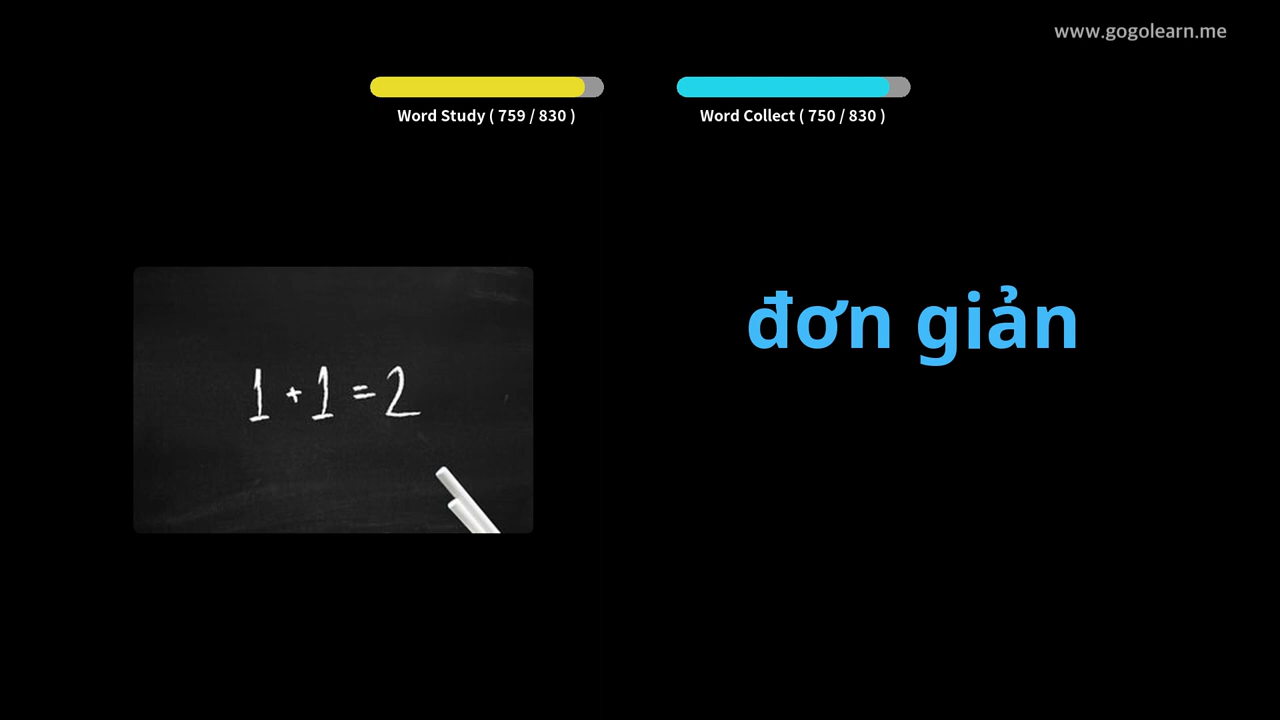 www.gogolearn.me
Word Study ( 759 / 830 )
Word Collect ( 750 / 830 )
đơn giản
1 + 1 = 2